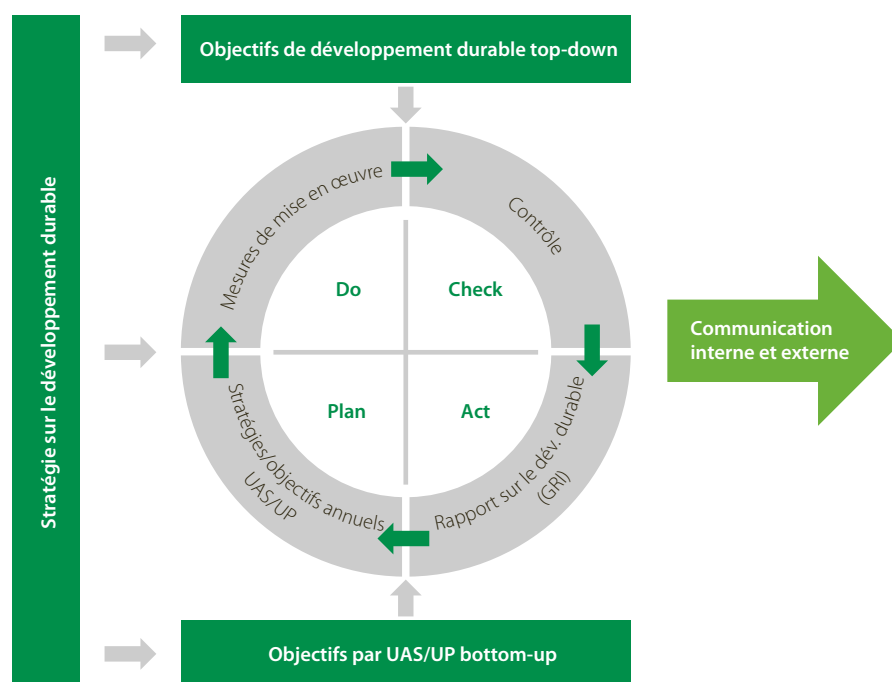 Stratégie sur le développement durable
Objectifs de développement durable top-down
Mesures de mise en œuvre
Contrôle
Do
Check
Communication
interne et externe
Plan
Act
Stratégies/objectifs annuels
UAS/UP
Rapport sur le dév. durable
(GRI)
Objectifs par UAS/UP bottom-up